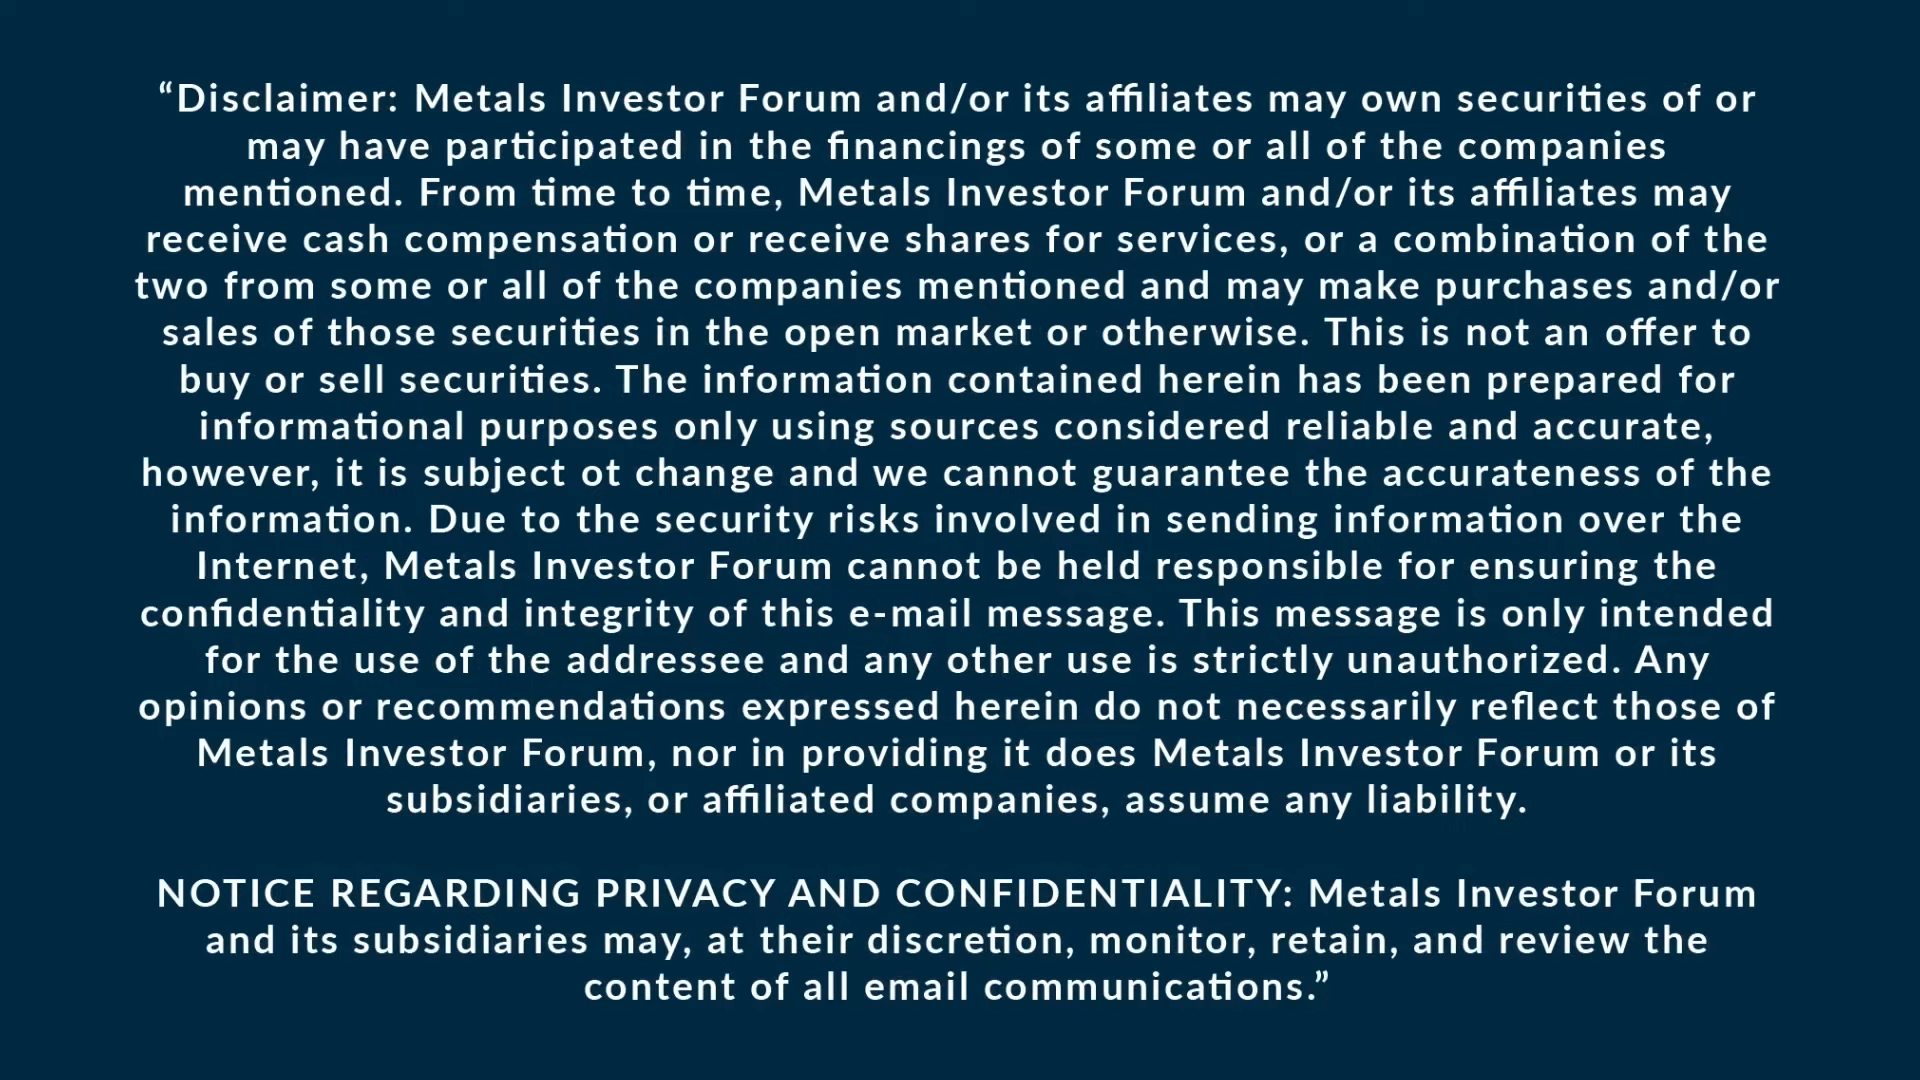 “Disclaimer: Metals Investor Forum and/or its affiliates may own securities of or
may have participated in the financings of some or all of the companies
mentioned. From time to time, Metals Investor Forum and/or its affiliates may
receive cash compensation or receive shares for services, or a combination of the
two from some or all of the companies mentioned and may make purchases and/or
sales of those securities in the open market or otherwise. This is not an offer to
buy or sell securities. The information contained herein has been prepared for
informational purposes only using sources considered reliable and accurate,
however, it is subject ot change and we cannot guarantee the accurateness of the
information. Due to the security risks involved in sending information over the
Internet, Metals Investor Forum cannot be held responsible for ensuring the
confidentiality and integrity of this e-mail message. This message is only intended
for the use of the addressee and any other use is strictly unauthorized. Any
opinions or recommendations expressed herein do not necessarily reflect those of
Metals Investor Forum, nor in providing it does Metals Investor Forum or its
subsidiaries, or affiliated companies, assume any liability.
NOTICE REGARDING PRIVACY AND CONFIDENTIALITY: Metals Investor Forum
and its subsidiaries may, at their discretion, monitor, retain, and review the
content of all email communications.”